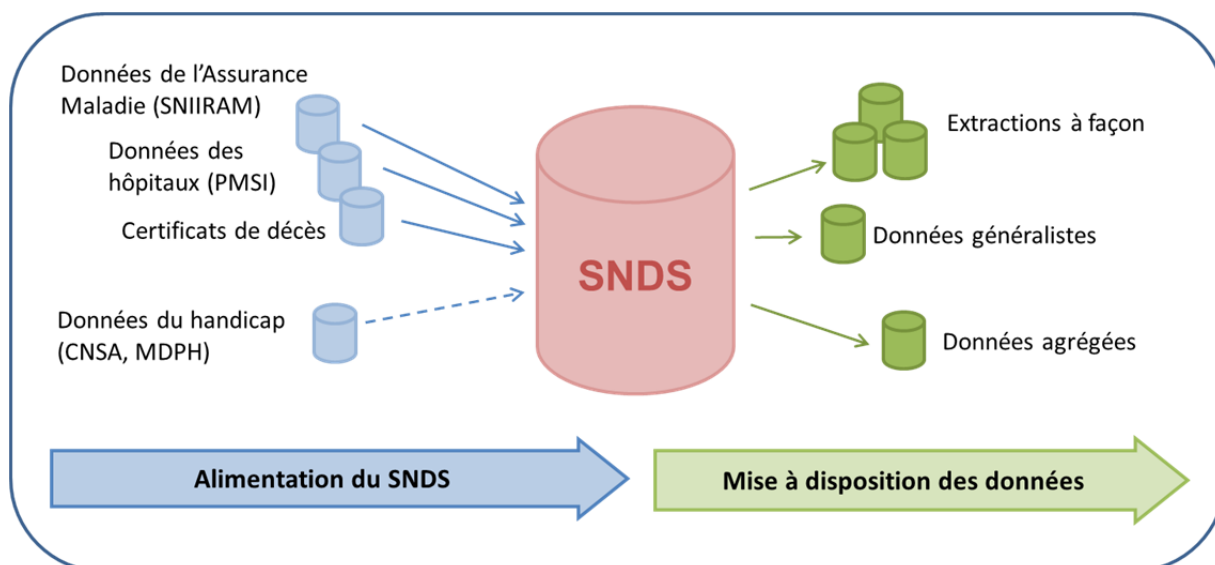 Données de l’Assurance
Maladie (SNIIRAM)
Données des
hôpitaux (PMSI)
Certificats de décès
Données du handicap
(CNSA, MDPH)
SNDS
Extractions à façon
Données généralistes
Données agrégées
Alimentation du SNDS
Mise à disposition des données